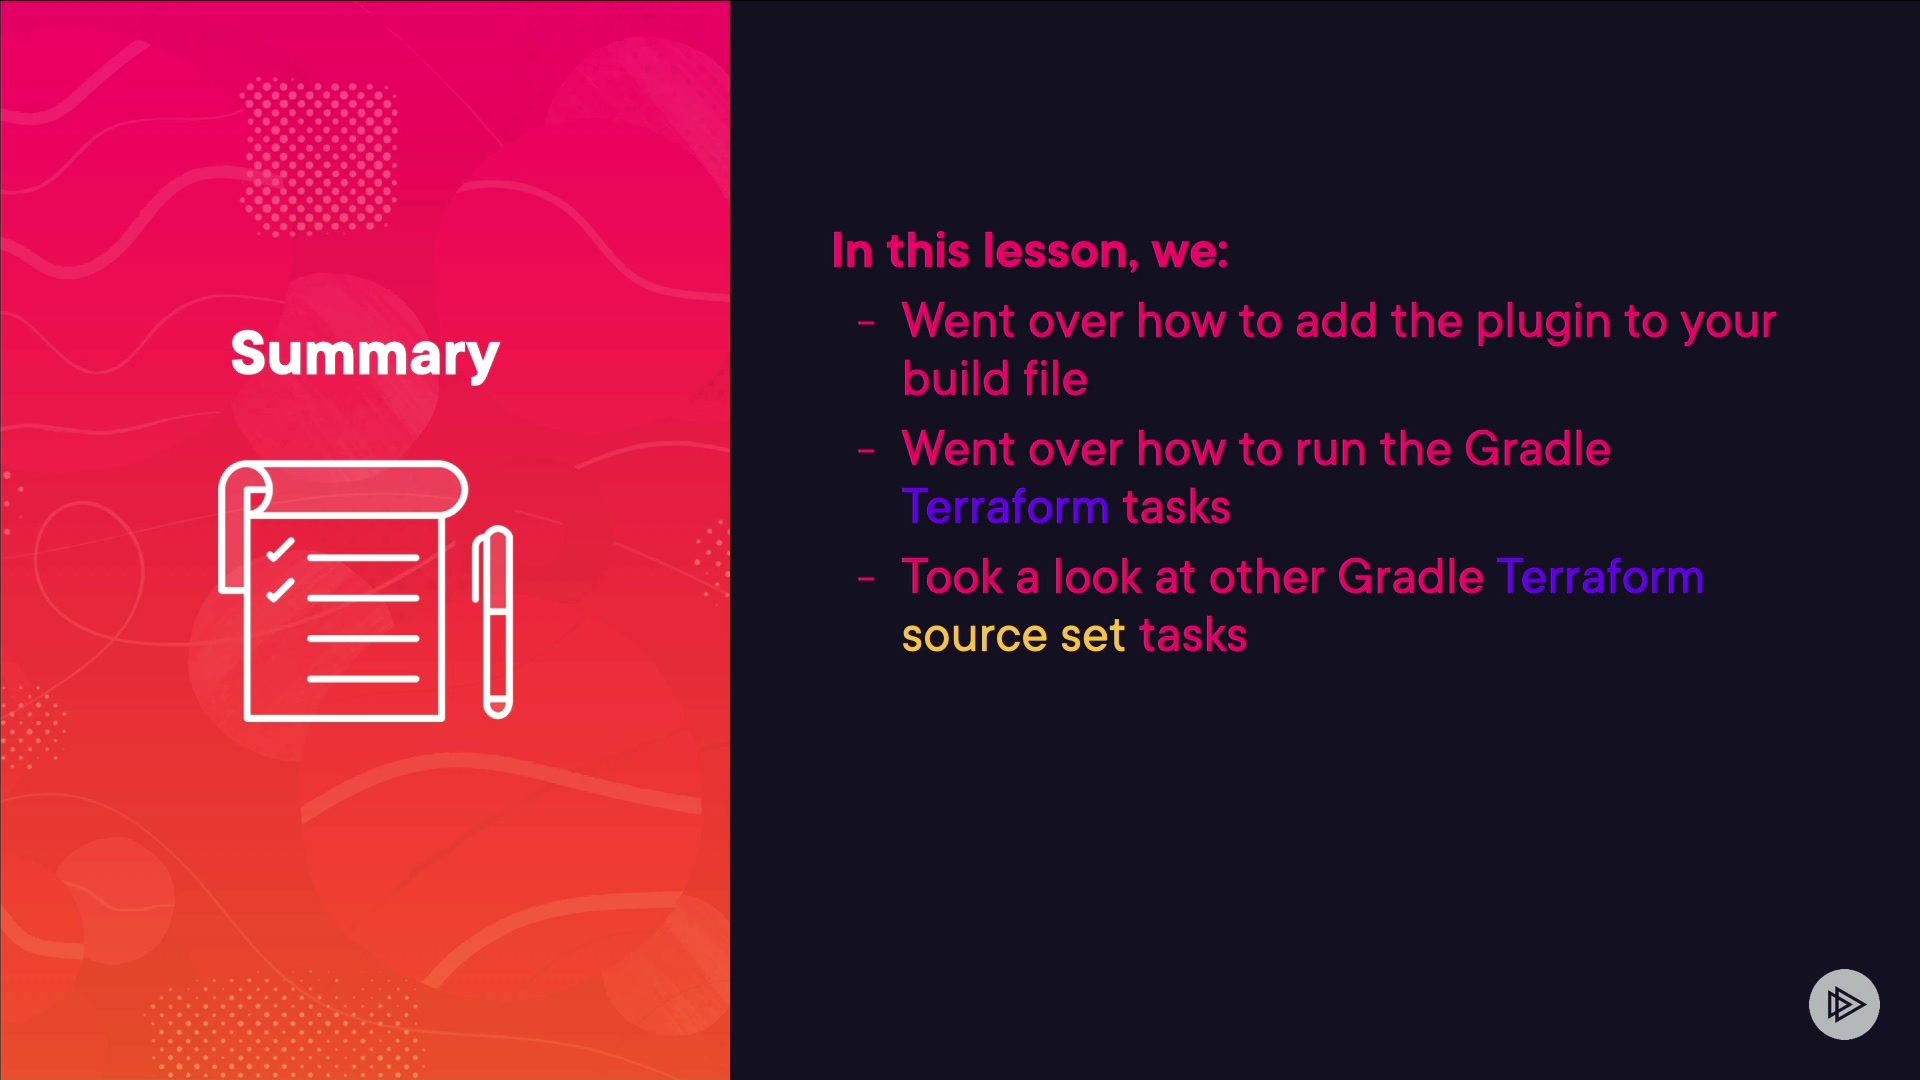 Summary
In this lesson, we:
- Went over how to add the plugin to your
build file
- Went over how to run the Gradle
Terraform tasks
- Took a look at other Gradle Terraform
source set tasks